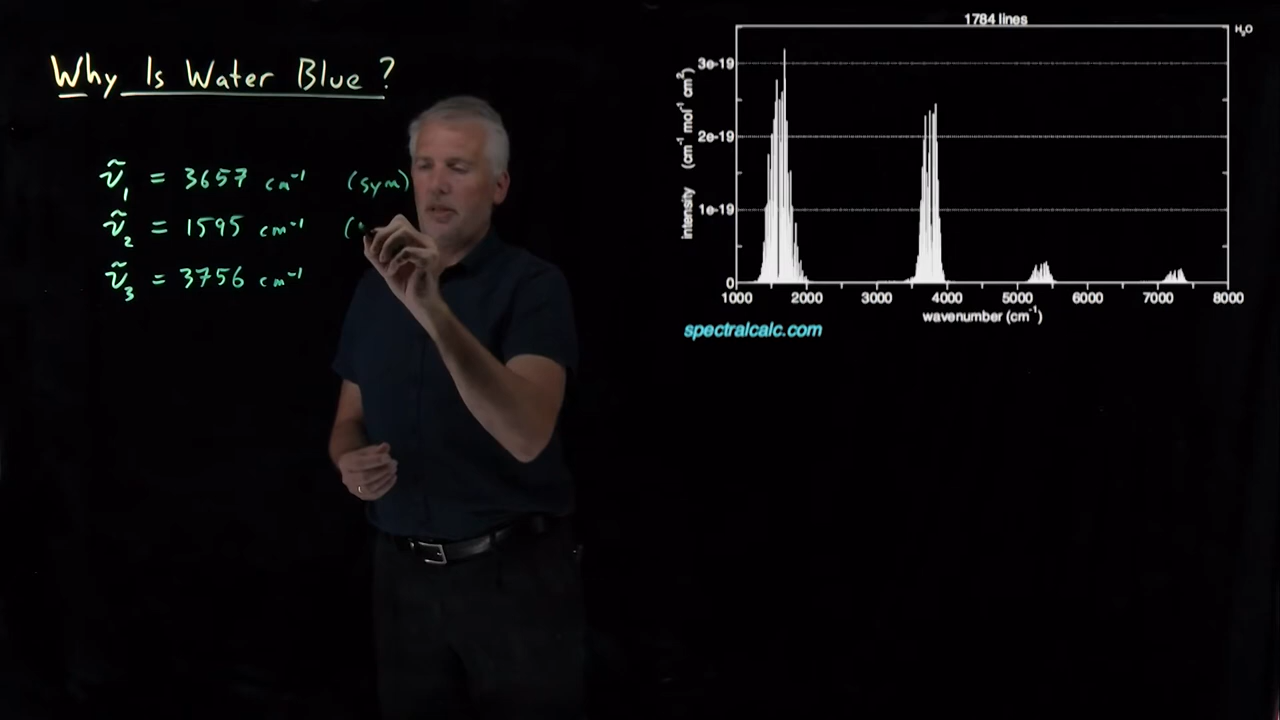 Why Is Water Blue?
ṽ₁ = 3657 cm⁻¹ (sym)
ṽ₂ = 1595 cm⁻¹ (
ṽ₃ = 3756 cm⁻¹
1784 lines
H₂O
intensity (cm⁻¹ mol⁻¹ cm²)
3e-19
2e-19
1e-19
0
1000 2000 3000 4000 5000 6000 7000 8000
wavenumber (cm⁻¹)
spectralcalc.com